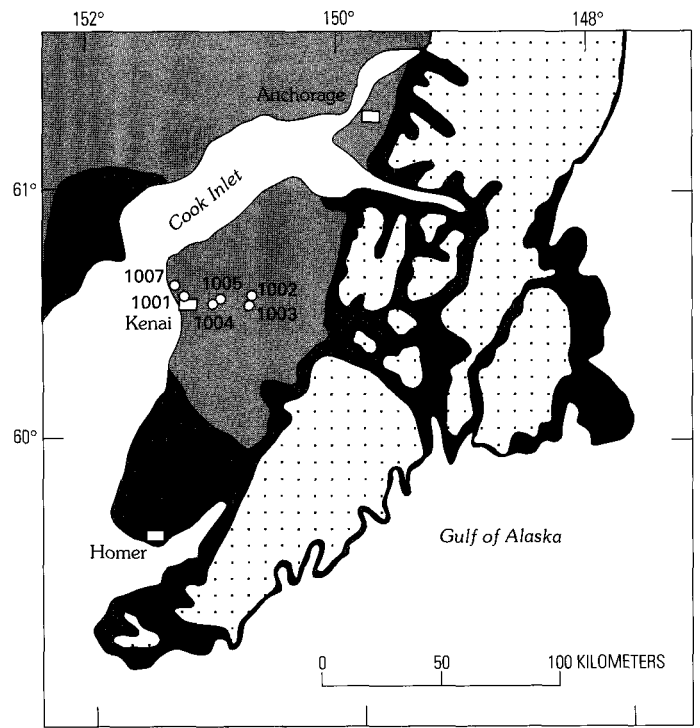 152° 150° 148°
Anchorage
61°
Cook Inlet
1007 1005 1002
1001 1004 1003
Kenai
60°
Homer
Gulf of Alaska
0 50 100 KILOMETERS